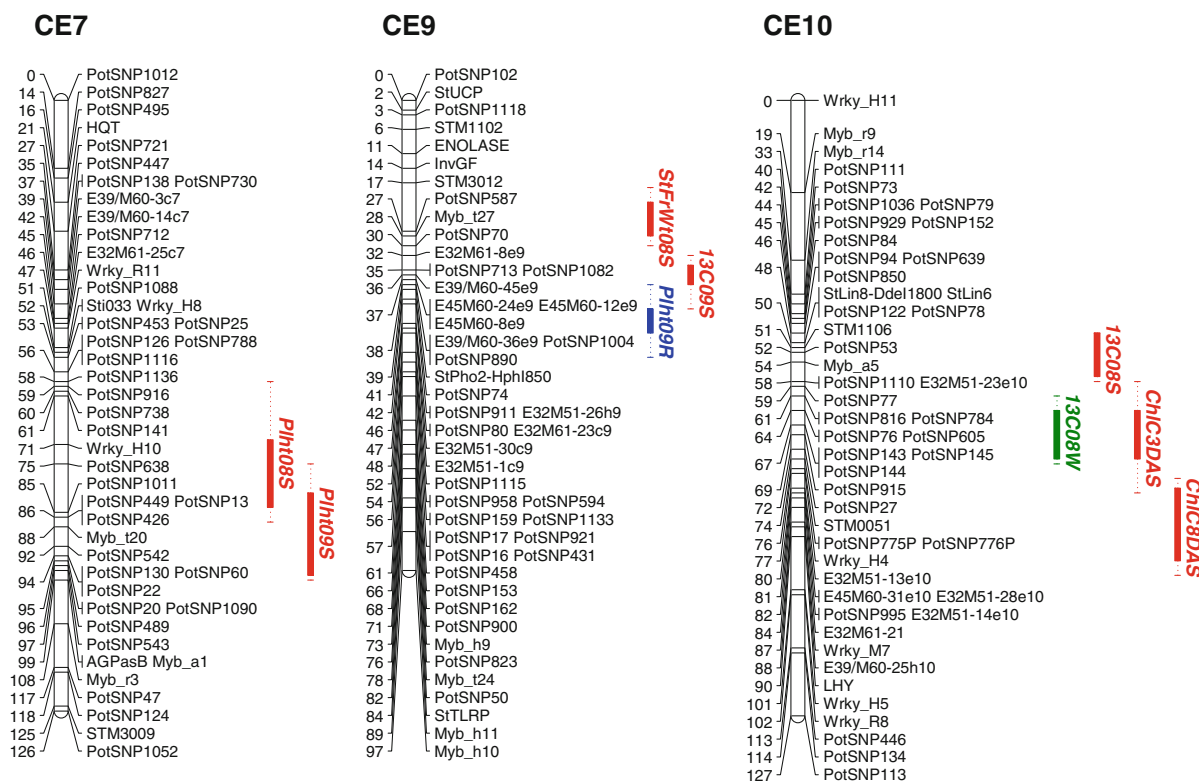 CE7
0 PotSNP1012
14 PotSNP827
16 PotSNP495
21 HQT
27 PotSNP721
35 PotSNP447
37 PotSNP138 PotSNP730
39 E39/M60-3c7
42 E39/M60-14c7
45 PotSNP712
46 E32M61-25c7
47 Wrky_R11
51 PotSNP1088
52 Sti033 Wrky_H8
53 PotSNP453 PotSNP25
PotSNP126 PotSNP788
56 PotSNP1116
58 PotSNP1136
59 PotSNP916
60 PotSNP738
61 PotSNP141
71 Wrky_H10
75 PotSNP638
85 PotSNP1011
PotSNP449 PotSNP13
86 PotSNP426
88 Myb_t20
92 PotSNP542
PotSNP130 PotSNP60
94 PotSNP22
95 PotSNP20 PotSNP1090
96 PotSNP489
97 PotSNP543
99 AGPasB Myb_a1
108 Myb_r3
117 PotSNP47
118 PotSNP124
125 STM3009
126 PotSNP1052
Plht08S
Plht09S
CE9
0 PotSNP102
2 StUCP
3 PotSNP1118
6 STM1102
11 ENOLASE
14 InvGF
17 STM3012
27 PotSNP587
28 Myb_t27
30 PotSNP70
32 E32M61-8e9
35 PotSNP713 PotSNP1082
36 E39/M60-45e9
E45M60-24e9 E45M60-12e9
37 E45M60-8e9
E39/M60-36e9 PotSNP1004
38 PotSNP890
39 StPho2-HphI850
41 PotSNP74
42 PotSNP911 E32M51-26h9
46 PotSNP80 E32M61-23c9
47 E32M51-30c9
48 E32M51-1c9
52 PotSNP1115
54 PotSNP958 PotSNP594
56 PotSNP159 PotSNP1133
PotSNP17 PotSNP921
57 PotSNP16 PotSNP431
61 PotSNP458
66 PotSNP153
68 PotSNP162
71 PotSNP900
73 Myb_h9
76 PotSNP823
78 Myb_t24
82 PotSNP50
84 StTLRP
89 Myb_h11
97 Myb_h10
StFrWt08S
13C09S
Plht09R
CE10
0 Wrky_H11
19 Myb_r9
33 Myb_r14
40 PotSNP111
42 PotSNP73
44 PotSNP1036 PotSNP79
45 PotSNP929 PotSNP152
46 PotSNP84
PotSNP94 PotSNP639
48 PotSNP850
StLin8-DdeI1800 StLin6
50 PotSNP122 PotSNP78
51 STM1106
52 PotSNP53
54 Myb_a5
58 PotSNP1110 E32M51-23e10
59 PotSNP77
61 PotSNP816 PotSNP784
64 PotSNP76 PotSNP605
PotSNP143 PotSNP145
67 PotSNP144
69 PotSNP915
72 PotSNP27
74 STM0051
76 PotSNP775P PotSNP776P
77 Wrky_H4
80 E32M51-13e10
81 E45M60-31e10 E32M51-28e10
82 PotSNP995 E32M51-14e10
84 E32M61-21
87 Wrky_M7
88 E39/M60-25h10
90 LHY
101 Wrky_H5
102 Wrky_R8
113 PotSNP446
114 PotSNP134
127 PotSNP113
13C08S
13C08W
ChlC3DAS
ChlC8DAS